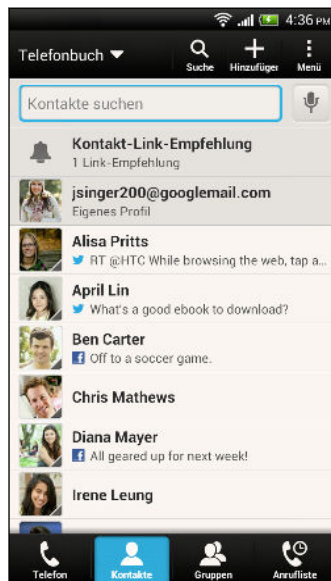 4:36 PM
Telefonbuch
Suche
Hinzufügen
Menü
Kontakte suchen
Kontakt-Link-Empfehlung
1 Link-Empfehlung
jsinger200@googlemail.com
Eigenes Profil
Alisa Pritts
RT @HTC While browsing the web, tap a...
April Lin
What's a good ebook to download?
Ben Carter
Off to a soccer game.
Chris Mathews
Diana Mayer
All geared up for next week!
Irene Leung
Telefon
Kontakte
Gruppen
Anrufliste